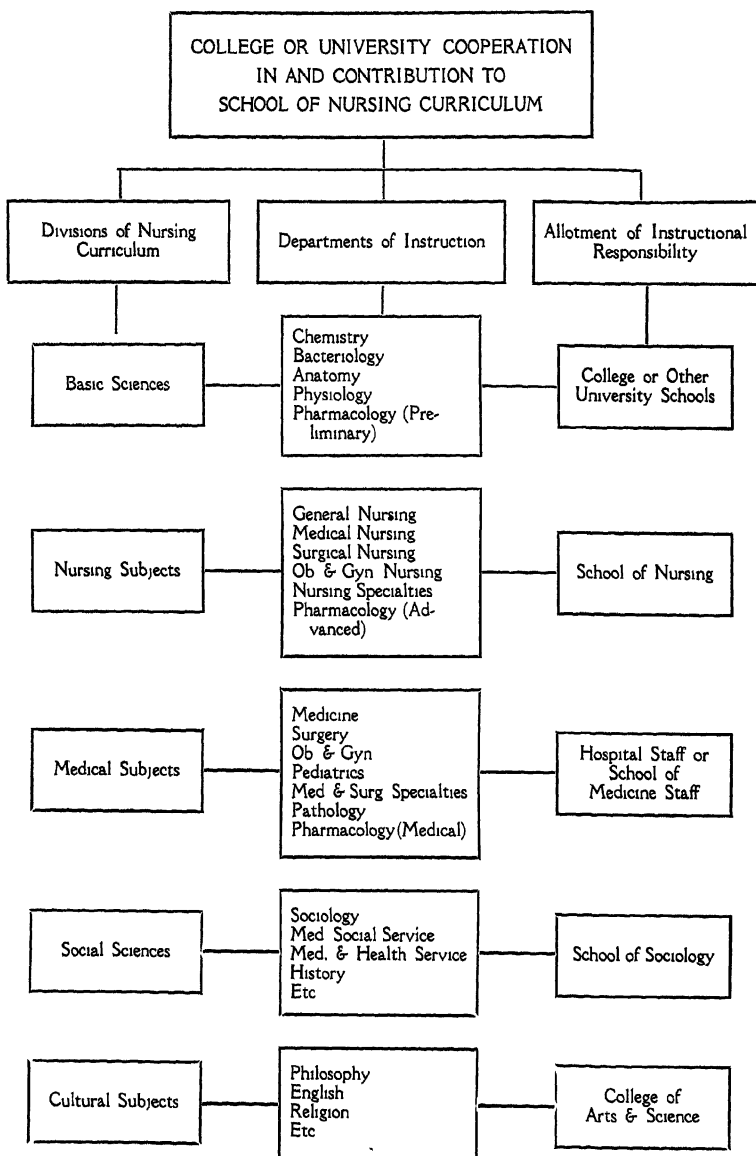 COLLEGE OR UNIVERSITY COOPERATION
IN AND CONTRIBUTION TO
SCHOOL OF NURSING CURRICULUM
Divisions of Nursing
Curriculum
Departments of Instruction
Allotment of Instructional
Responsibility
Basic Sciences
Chemistry
Bacteriology
Anatomy
Physiology
Pharmacology (Pre-
liminary)
College or Other
University Schools
Nursing Subjects
General Nursing
Medical Nursing
Surgical Nursing
Ob & Gyn Nursing
Nursing Specialties
Pharmacology (Ad-
vanced)
School of Nursing
Medical Subjects
Medicine
Surgery
Ob & Gyn
Pediatrics
Med & Surg Specialties
Pathology
Pharmacology (Medical)
Hospital Staff or
School of
Medicine Staff
Social Sciences
Sociology
Med Social Service
Med. & Health Service
History
Etc
School of Sociology
Cultural Subjects
Philosophy
English
Religion
Etc
College of
Arts & Science